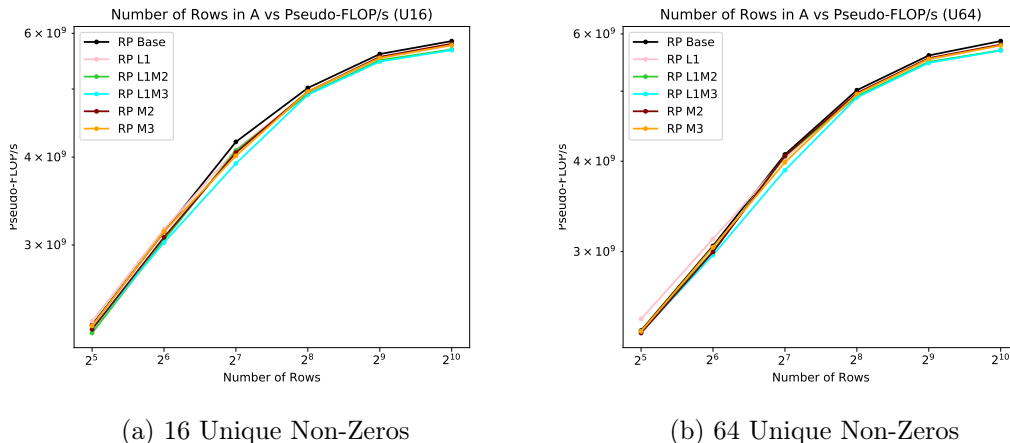 Number of Rows in A vs Pseudo-FLOP/s (U16)
6 × 10⁹
4 × 10⁹
3 × 10⁹
Pseudo-FLOP/s
RP Base
RP L1
RP L1M2
RP L1M3
RP M2
RP M3
2⁵ 2⁶ 2⁷ 2⁸ 2⁹ 2¹⁰
Number of Rows
(a) 16 Unique Non-Zeros
Number of Rows in A vs Pseudo-FLOP/s (U64)
6 × 10⁹
4 × 10⁹
3 × 10⁹
Pseudo-FLOP/s
RP Base
RP L1
RP L1M2
RP L1M3
RP M2
RP M3
2⁵ 2⁶ 2⁷ 2⁸ 2⁹ 2¹⁰
Number of Rows
(b) 64 Unique Non-Zeros